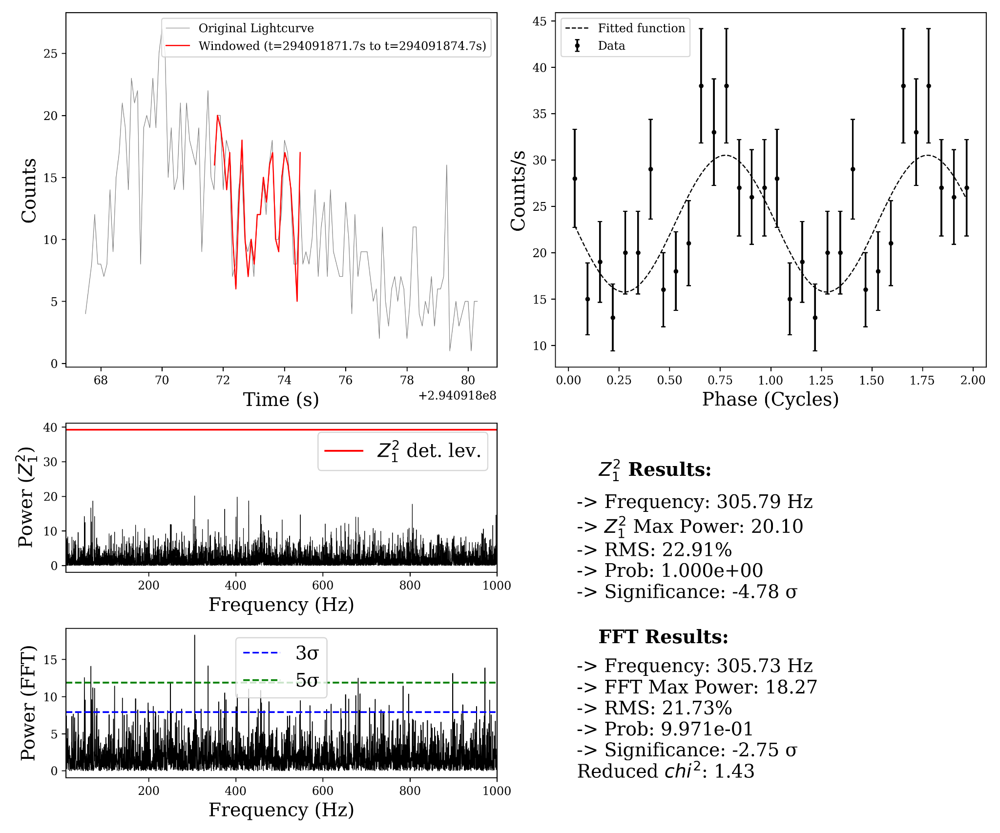 Original Lightcurve
Windowed (t=294091871.7s to t=294091874.7s)
Counts
25
20
15
10
5
0
68 70 72 74 76 78 80
+2.940918e8
Time (s)
Fitted function
Data
Counts/s
45
40
35
30
25
20
15
10
0.00 0.25 0.50 0.75 1.00 1.25 1.50 1.75 2.00
Phase (Cycles)
Power (Z₁²)
40
30
20
10
0
Z₁² det. lev.
200 400 600 800 1000
Frequency (Hz)
Z₁² Results:
-> Frequency: 305.79 Hz
-> Z₁² Max Power: 20.10
-> RMS: 22.91%
-> Prob: 1.000e+00
-> Significance: -4.78 σ
Power (FFT)
15
10
5
0
3σ
5σ
200 400 600 800 1000
Frequency (Hz)
FFT Results:
-> Frequency: 305.73 Hz
-> FFT Max Power: 18.27
-> RMS: 21.73%
-> Prob: 9.971e-01
-> Significance: -2.75 σ
Reduced chi²: 1.43